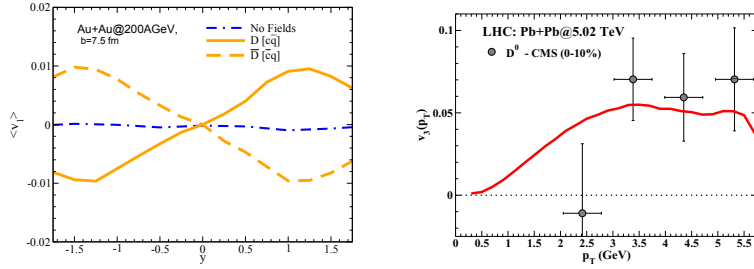 Au+Au@200AGeV,
b=7.5 fm
No Fields
D [cq̄]
D̄ [c̄q]
0.02
0.01
0
-0.01
-0.02
<v₁>
-1.5 -1 -0.5 0 0.5 1 1.5
y
LHC: Pb+Pb@5.02 TeV
D⁰ - CMS (0-10%)
0.1
0.05
0
v₃(p_T)
0 0.5 1 1.5 2 2.5 3 3.5 4 4.5 5 5.5
p_T (GeV)